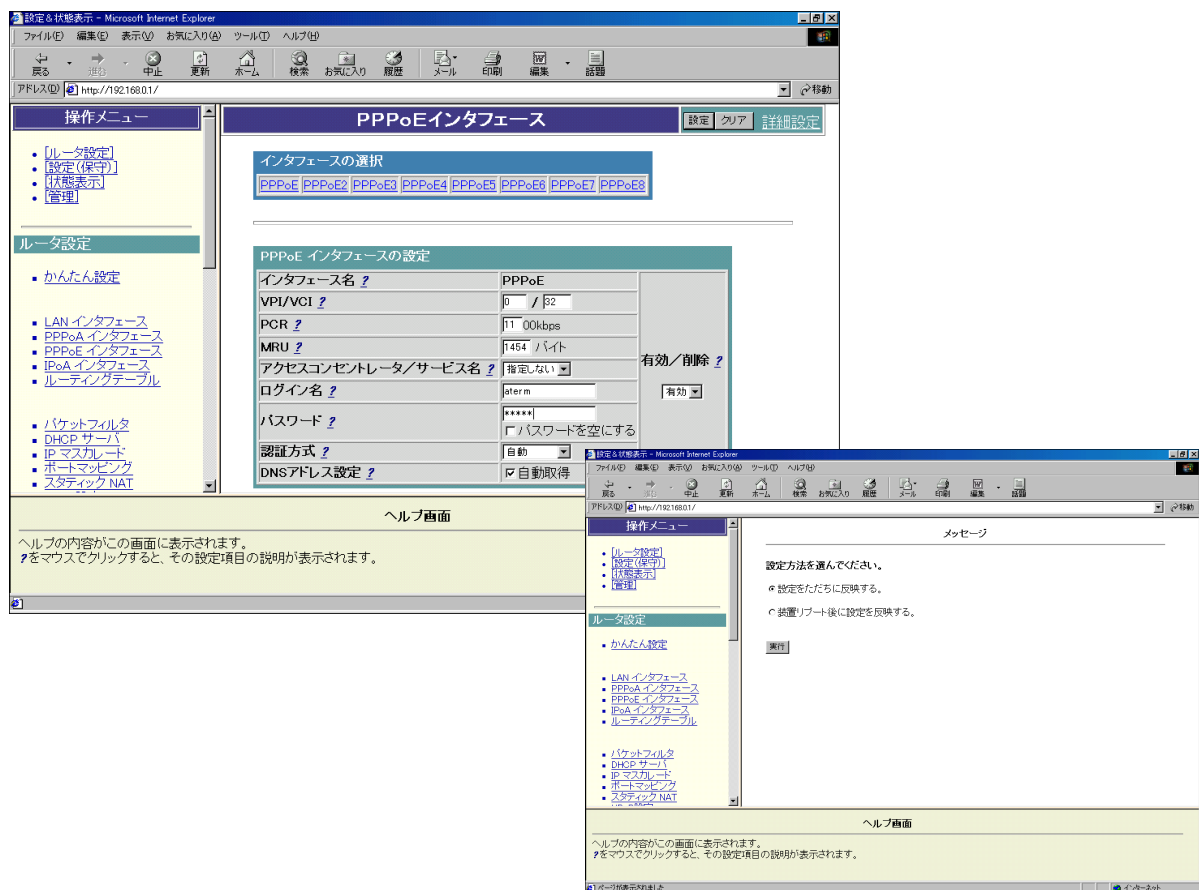 設定&状態表示 - Microsoft Internet Explorer
ファイル(F) 編集(E) 表示(V) お気に入り(A) ツール(T) ヘルプ(H)
戻る 進む 中止 更新 ホーム 検索 お気に入り 履歴 メール 印刷 編集 話題
アドレス(D) http://192.168.0.1/ 移動
操作メニュー
[ルータ設定]
[設定(保守)]
[状態表示]
[管理]
ルータ設定
かんたん設定
LAN インタフェース
PPPoA インタフェース
PPPoE インタフェース
IPoA インタフェース
ルーティングテーブル
パケットフィルタ
DHCP サーバ
IP マスカレード
ポートマッピング
スタティック NAT
PPPoEインタフェース 設定 クリア 詳細設定
インタフェースの選択
PPPoE PPPoE2 PPPoE3 PPPoE4 PPPoE5 PPPoE6 PPPoE7 PPPoE8
PPPoE インタフェースの設定
インタフェース名 ? PPPoE
VPI/VCI ? 0 / 32
PCR ? 11 00kbps
MRU ? 1454 バイト
アクセスコンセントレータ/サービス名 ? 指定しない
ログイン名 ? aterm
パスワード ? *****
パスワードを空にする
認証方式 ? 自動
DNSアドレス設定 ? 自動取得
有効/削除 ?
有効
ヘルプ画面
ヘルプの内容がこの画面に表示されます。
?をマウスでクリックすると、その設定項目の説明が表示されます。
設定&状態表示 - Microsoft Internet Explorer
ファイル(F) 編集(E) 表示(V) お気に入り(A) ツール(T) ヘルプ(H)
戻る 進む 中止 更新 ホーム 検索 お気に入り 履歴 メール 印刷 編集 話題
アドレス(D) http://192.168.0.1/ 移動
操作メニュー
[ルータ設定]
[設定(保守)]
[状態表示]
[管理]
ルータ設定
かんたん設定
LAN インタフェース
PPPoA インタフェース
PPPoE インタフェース
IPoA インタフェース
ルーティングテーブル
パケットフィルタ
DHCP サーバ
IP マスカレード
ポートマッピング
スタティック NAT
メッセージ
設定方法を選んでください。
設定をただちに反映する。
装置リブート後に設定を反映する。
実行
ヘルプ画面
ヘルプの内容がこの画面に表示されます。
?をマウスでクリックすると、その設定項目の説明が表示されます。
ページが表示されました インターネット